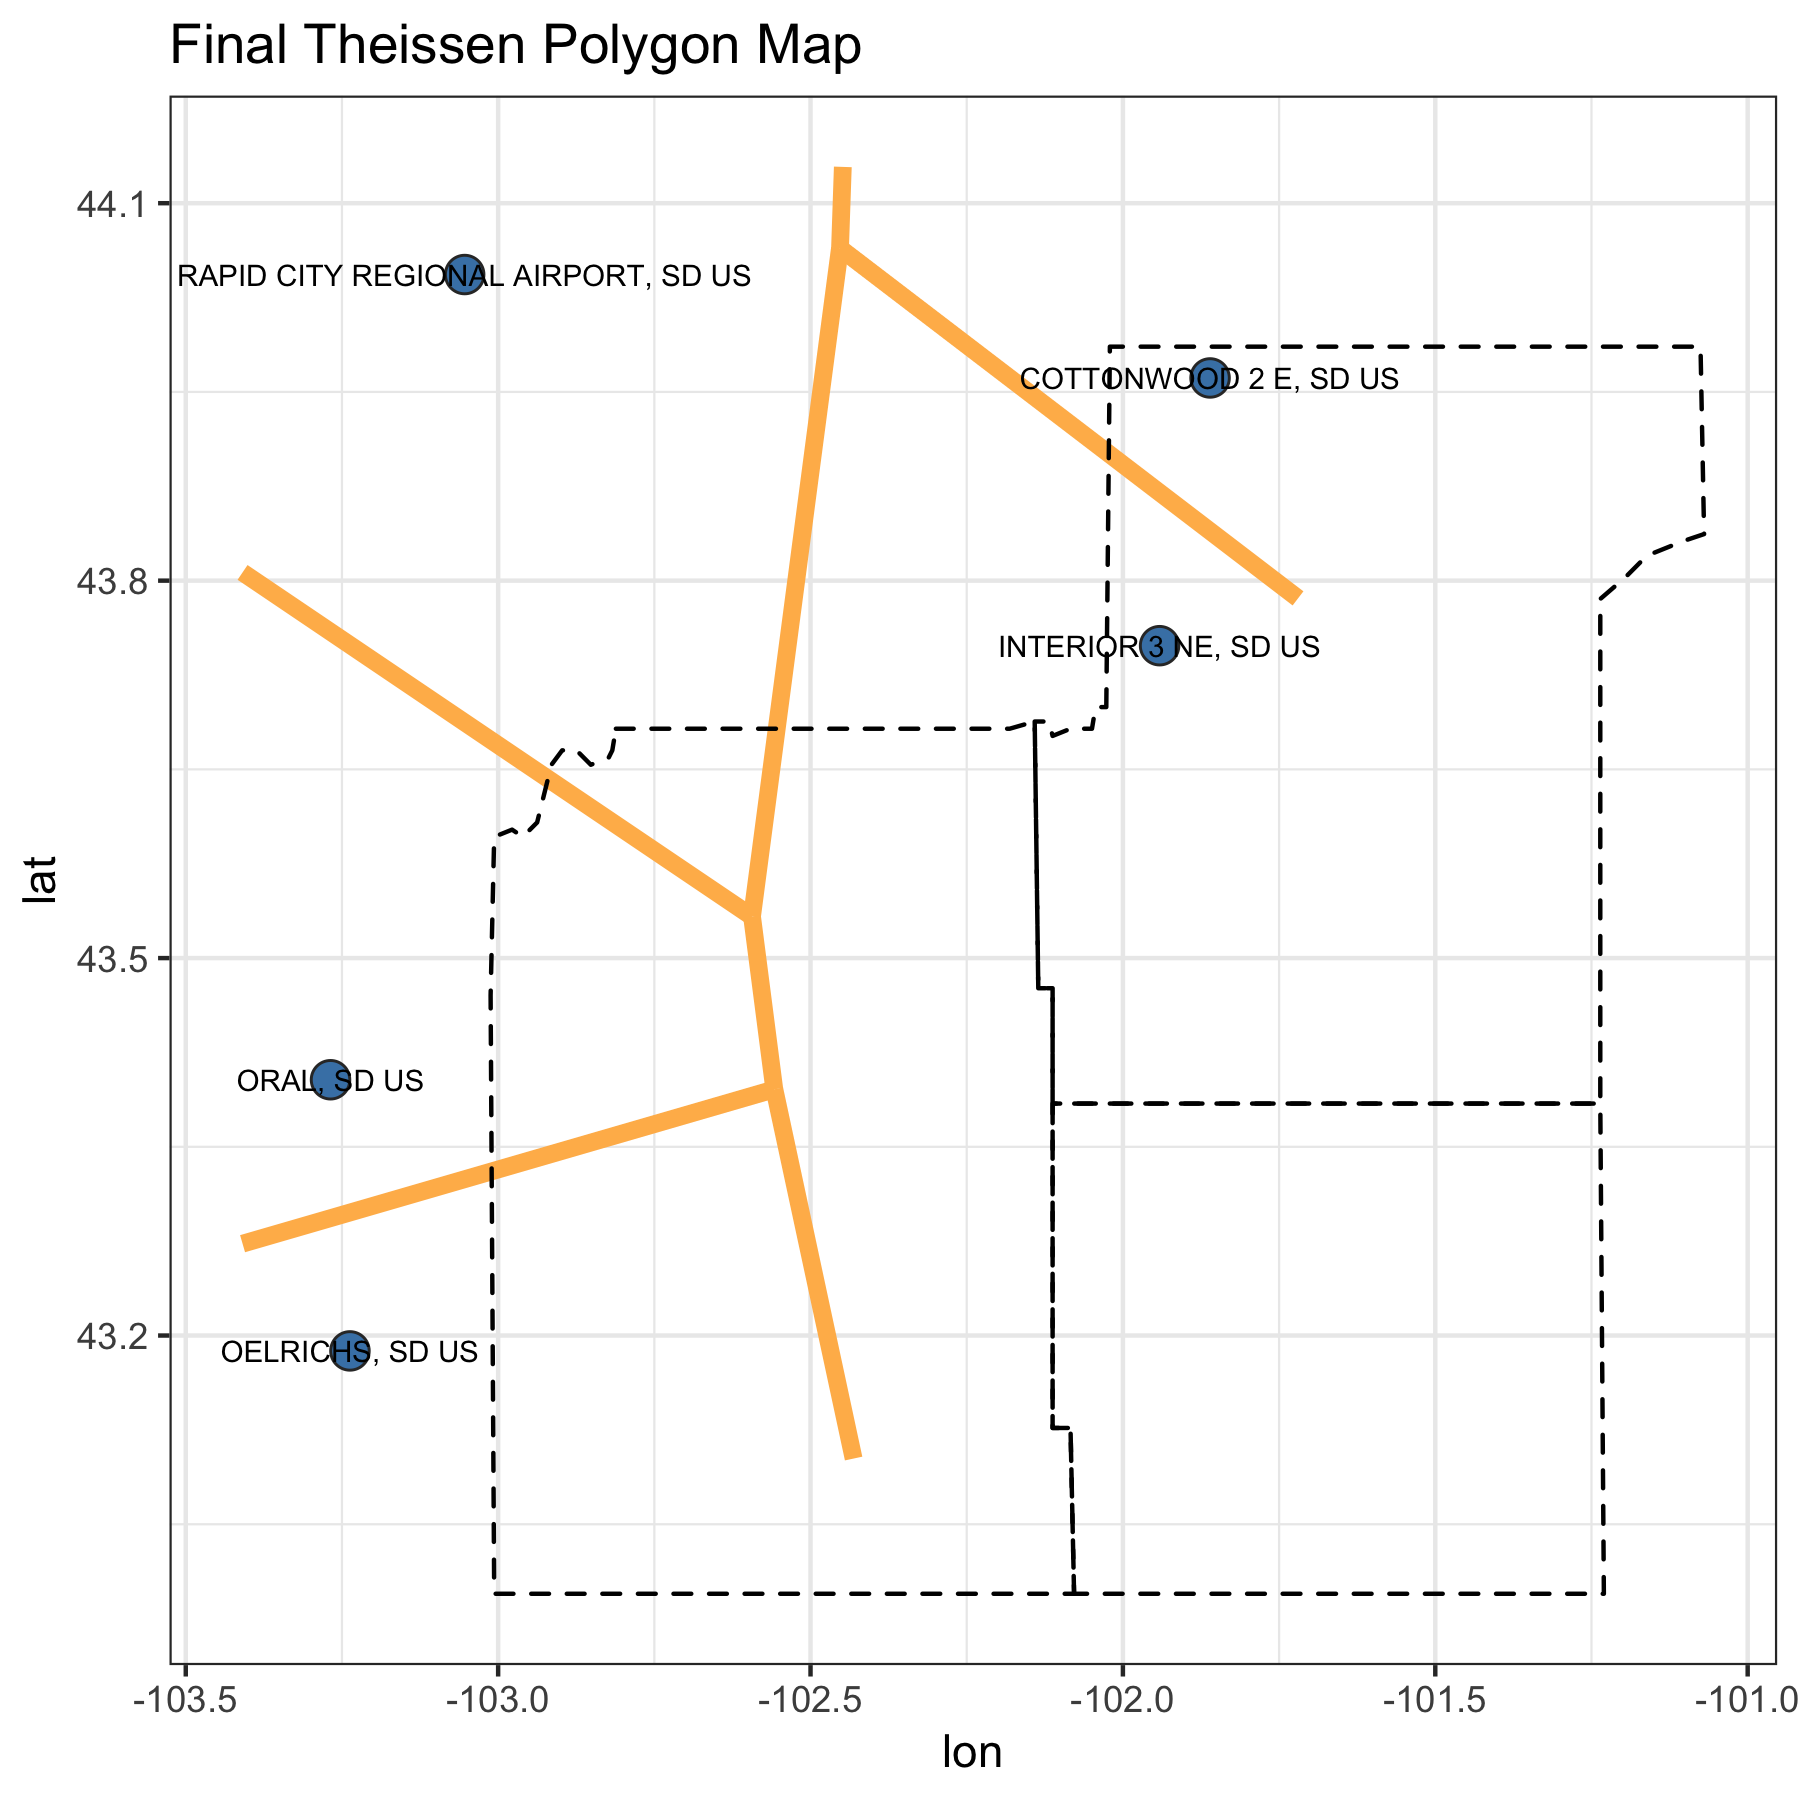 Final Theissen Polygon Map
44.1
RAPID CITY REGIONAL AIRPORT, SD US
COTTONWOOD 2 E, SD US
43.8
INTERIOR 3 NE, SD US
lat
43.5
ORAL, SD US
43.2
OELRICHS, SD US
-103.5 -103.0 -102.5 -102.0 -101.5 -101.0
lon